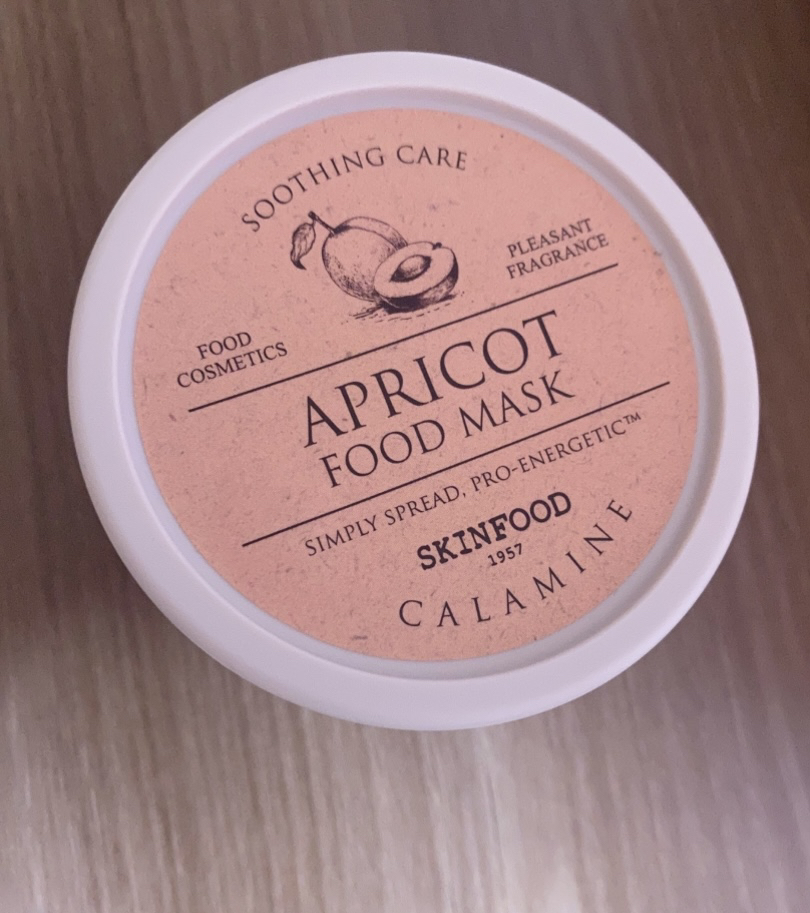 SOOTHING CARE
PLEASANT
FRAGRANCE
FOOD
COSMETICS
APRICOT
FOOD MASK
SIMPLY SPREAD, PRO-ENERGETIC™
SKINFOOD
1957
CALAMINE